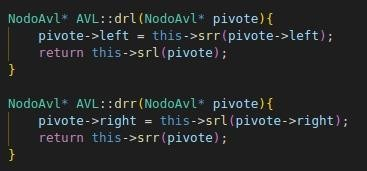 NodoAvl* AVL::drl(NodoAvl* pivote){
    pivote->left = this->srr(pivote->left);
    return this->srl(pivote);
}

NodoAvl* AVL::drr(NodoAvl* pivote){
    pivote->right = this->srl(pivote->right);
    return this->srr(pivote);
}